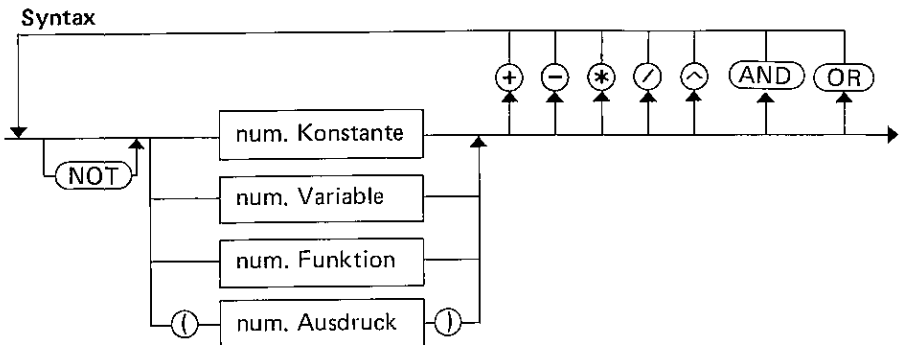 Syntax
+ − * / ^ AND OR
num. Konstante
NOT
num. Variable
num. Funktion
( num. Ausdruck )